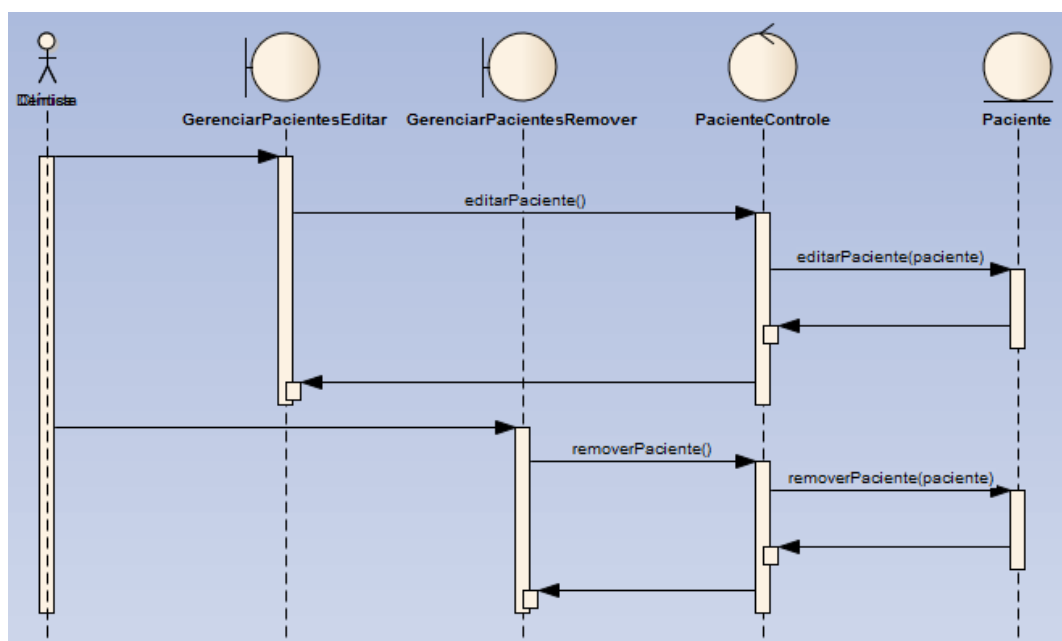 GerenciarPacientesEditar
GerenciarPacientesRemover
PacienteControle
Paciente
editarPaciente()
editarPaciente(paciente)
removerPaciente()
removerPaciente(paciente)